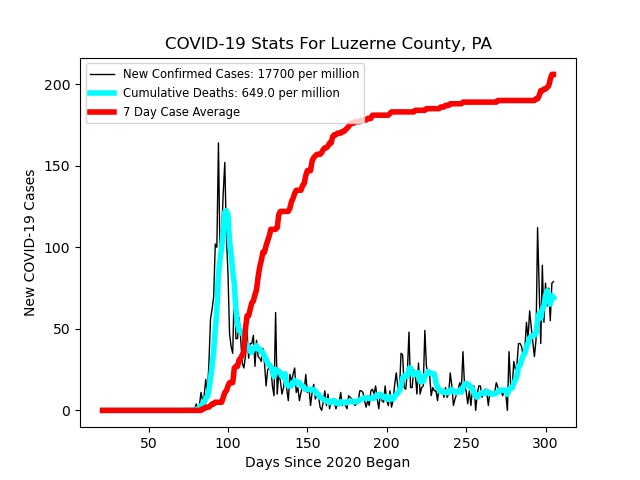 COVID-19 Stats For Luzerne County, PA
New Confirmed Cases: 17700 per million
Cumulative Deaths: 649.0 per million
7 Day Case Average
New COVID-19 Cases
200
150
100
50
0
50 100 150 200 250 300
Days Since 2020 Began